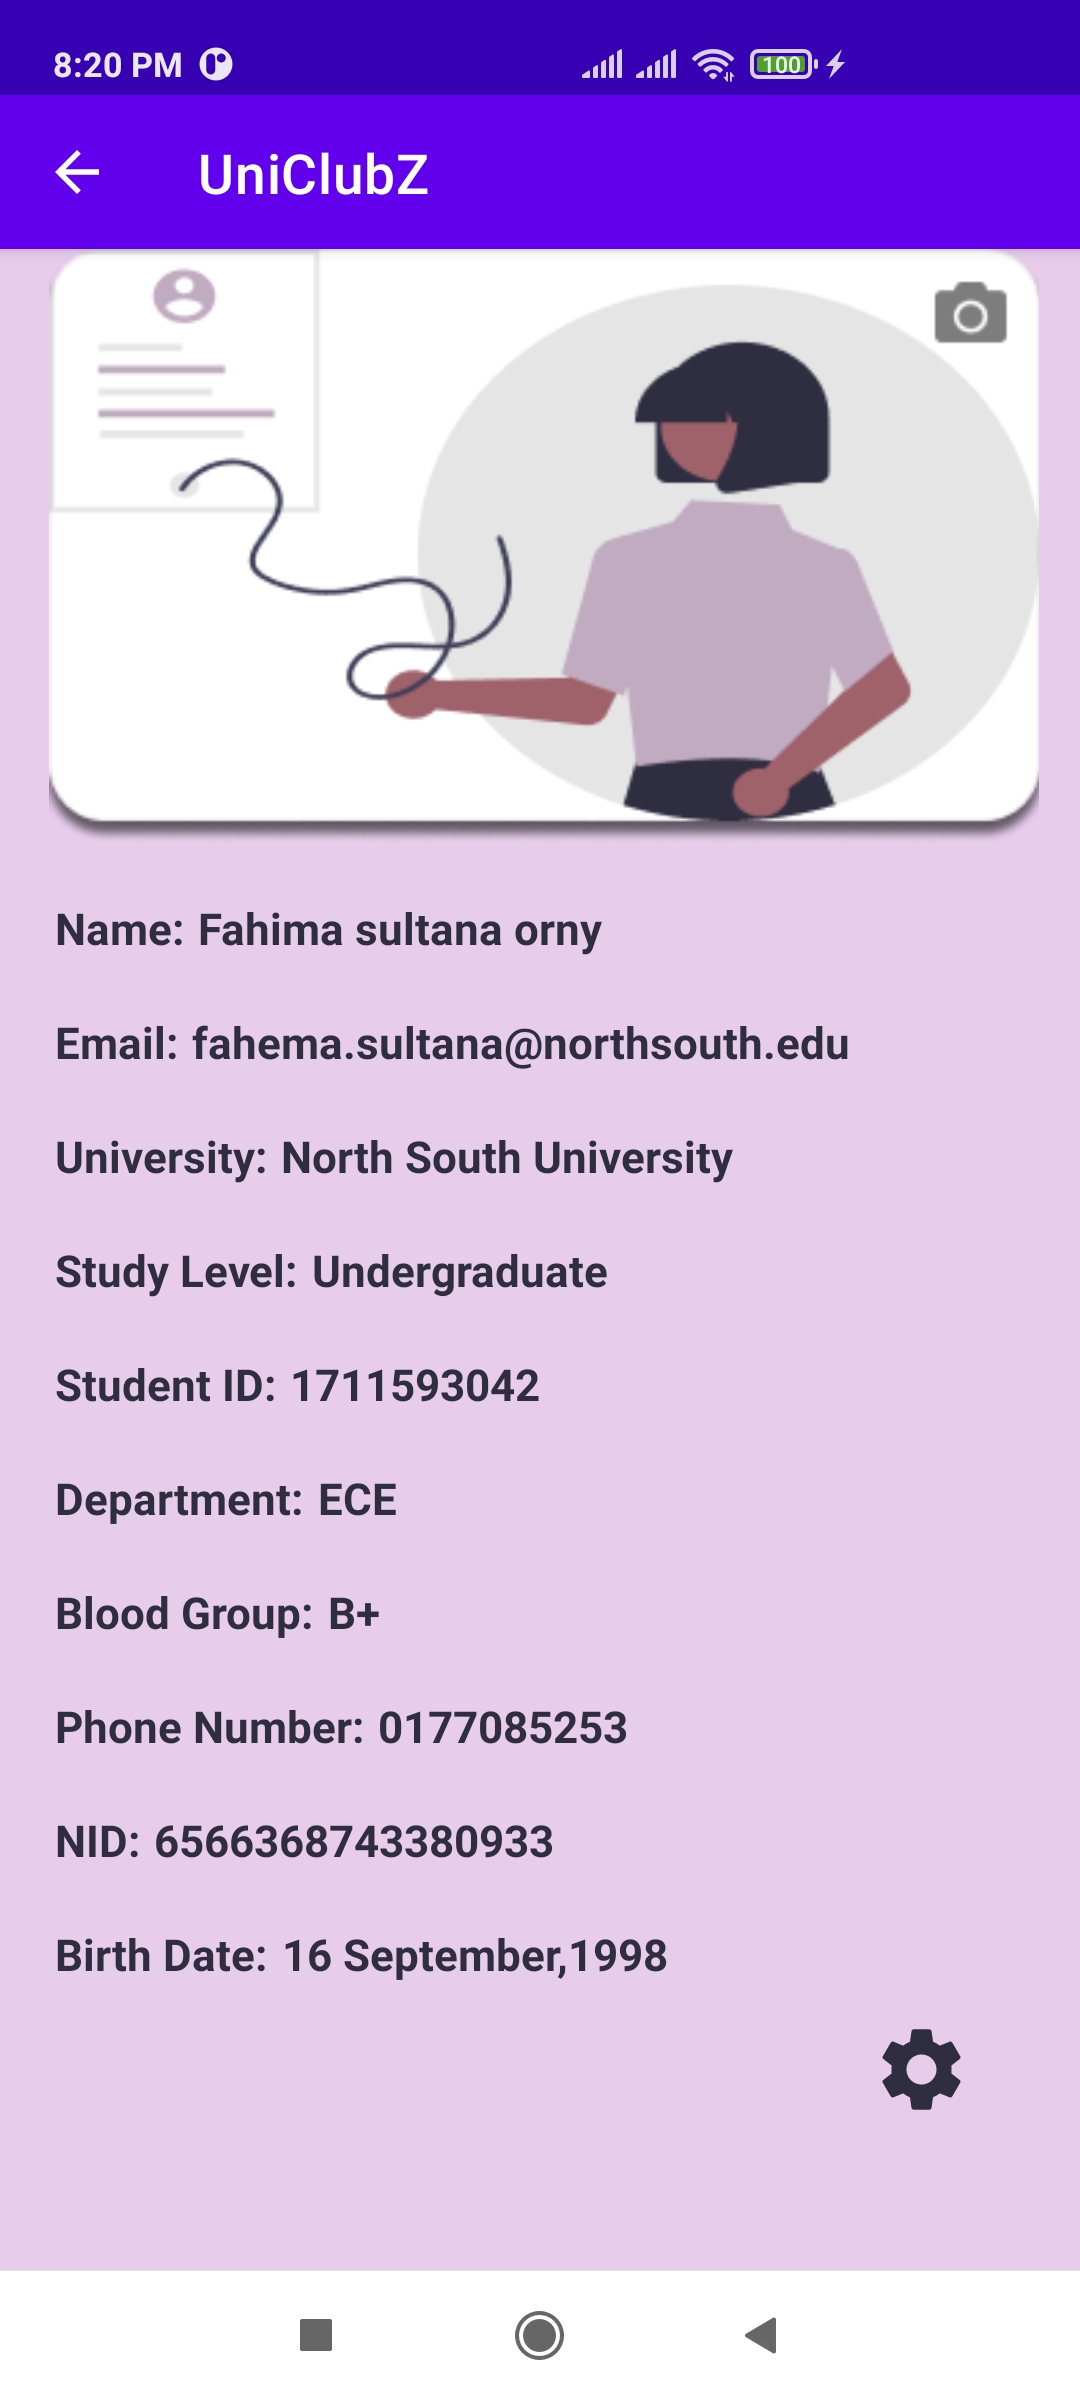 8:20 PM
100
UniClubZ
Name: Fahima sultana orny
Email: fahema.sultana@northsouth.edu
University: North South University
Study Level: Undergraduate
Student ID: 1711593042
Department: ECE
Blood Group: B+
Phone Number: 0177085253
NID: 6566368743380933
Birth Date: 16 September,1998